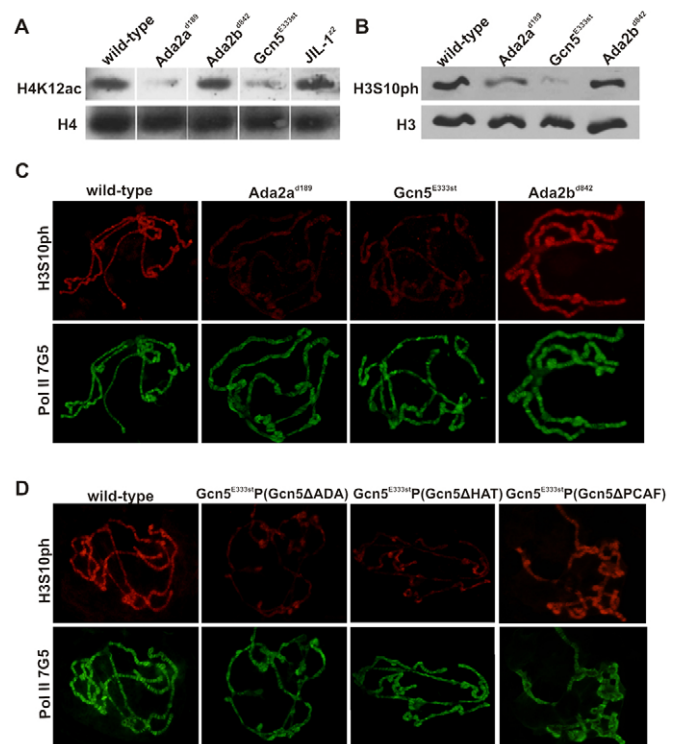 A
wild-type Ada2a^d189 Ada2b^d842 Gcn5^E333st JIL-1^z2
H4K12ac
H4
B
wild-type Ada2a^d189 Gcn5^E333st Ada2b^d842
H3S10ph
H3
C
wild-type Ada2a^d189 Gcn5^E333st Ada2b^d842
H3S10ph
Pol II 7G5
D
wild-type Gcn5^E333st P(Gcn5ΔADA) Gcn5^E333st P(Gcn5ΔHAT) Gcn5^E333st P(Gcn5ΔPCAF)
H3S10ph
Pol II 7G5